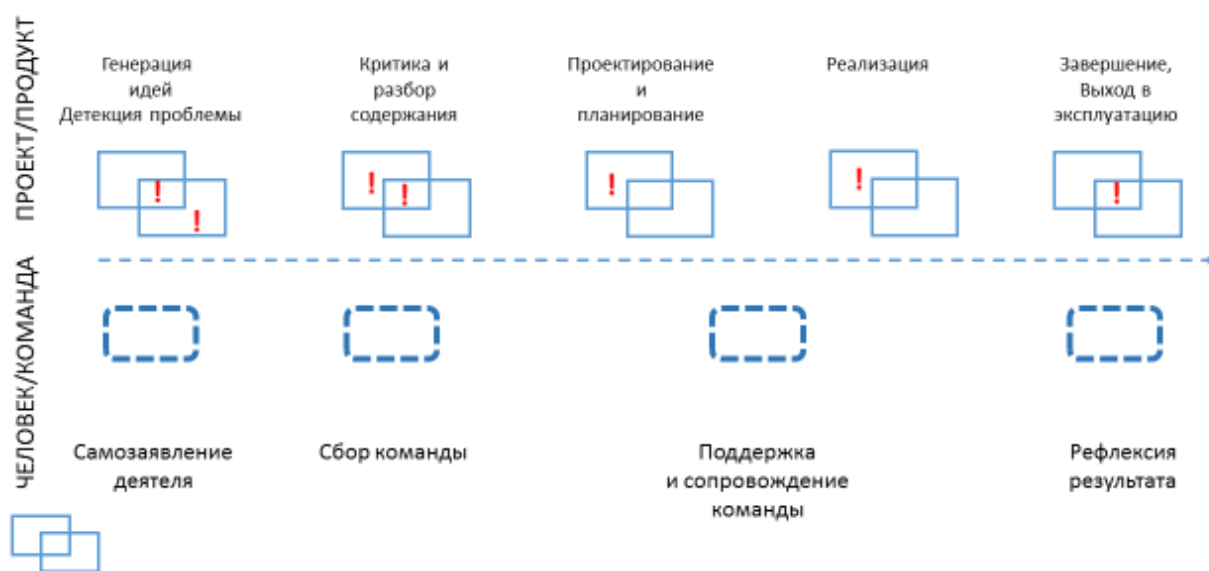 ПРОЕКТ/ПРОДУКТ
Генерация
идей
Детекция проблемы
Критика и
разбор
содержания
Проектирование
и
планирование
Реализация
Завершение,
Выход в
эксплуатацию
!
!
!
!
!
!
!
ЧЕЛОВЕК/КОМАНДА
Самозаявление
деятеля
Сбор команды
Поддержка
и сопровождение
команды
Рефлексия
результата